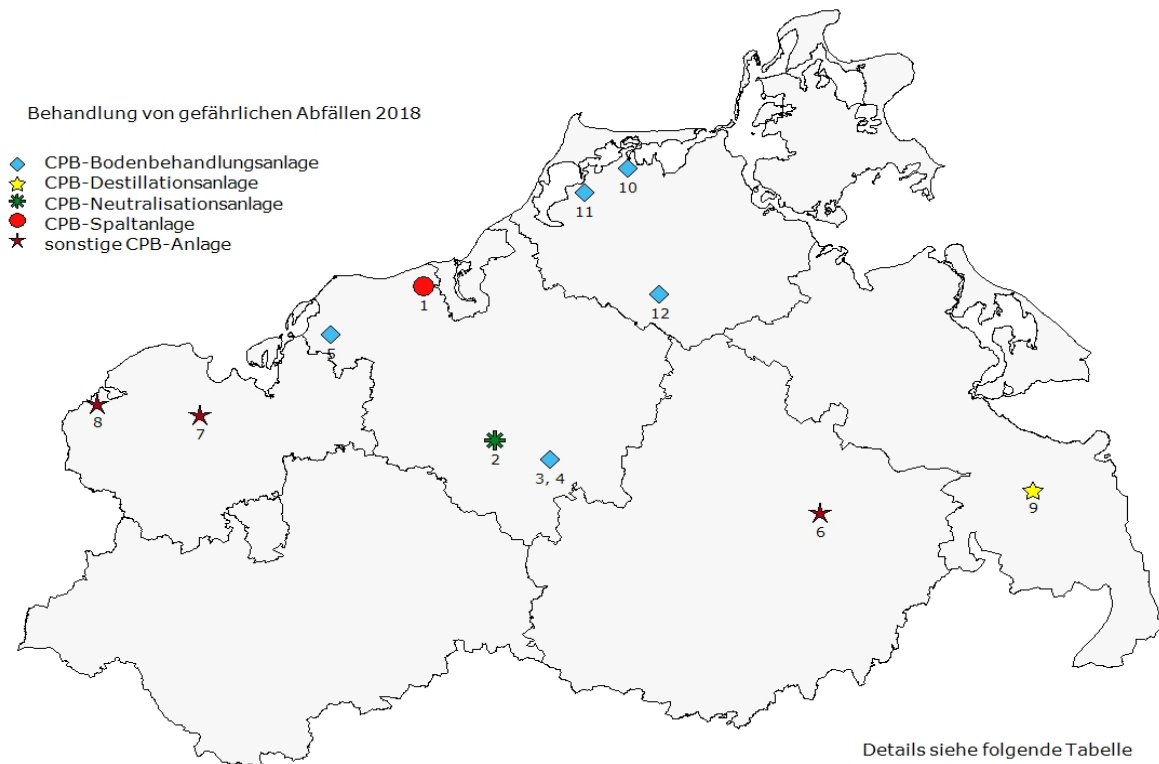 Behandlung von gefährlichen Abfällen 2018
CPB-Bodenbehandlungsanlage
CPB-Destillationsanlage
CPB-Neutralisationsanlage
CPB-Spaltanlage
sonstige CPB-Anlage
10
11
1
12
5
8
7
2
3, 4
9
6
Details siehe folgende Tabelle